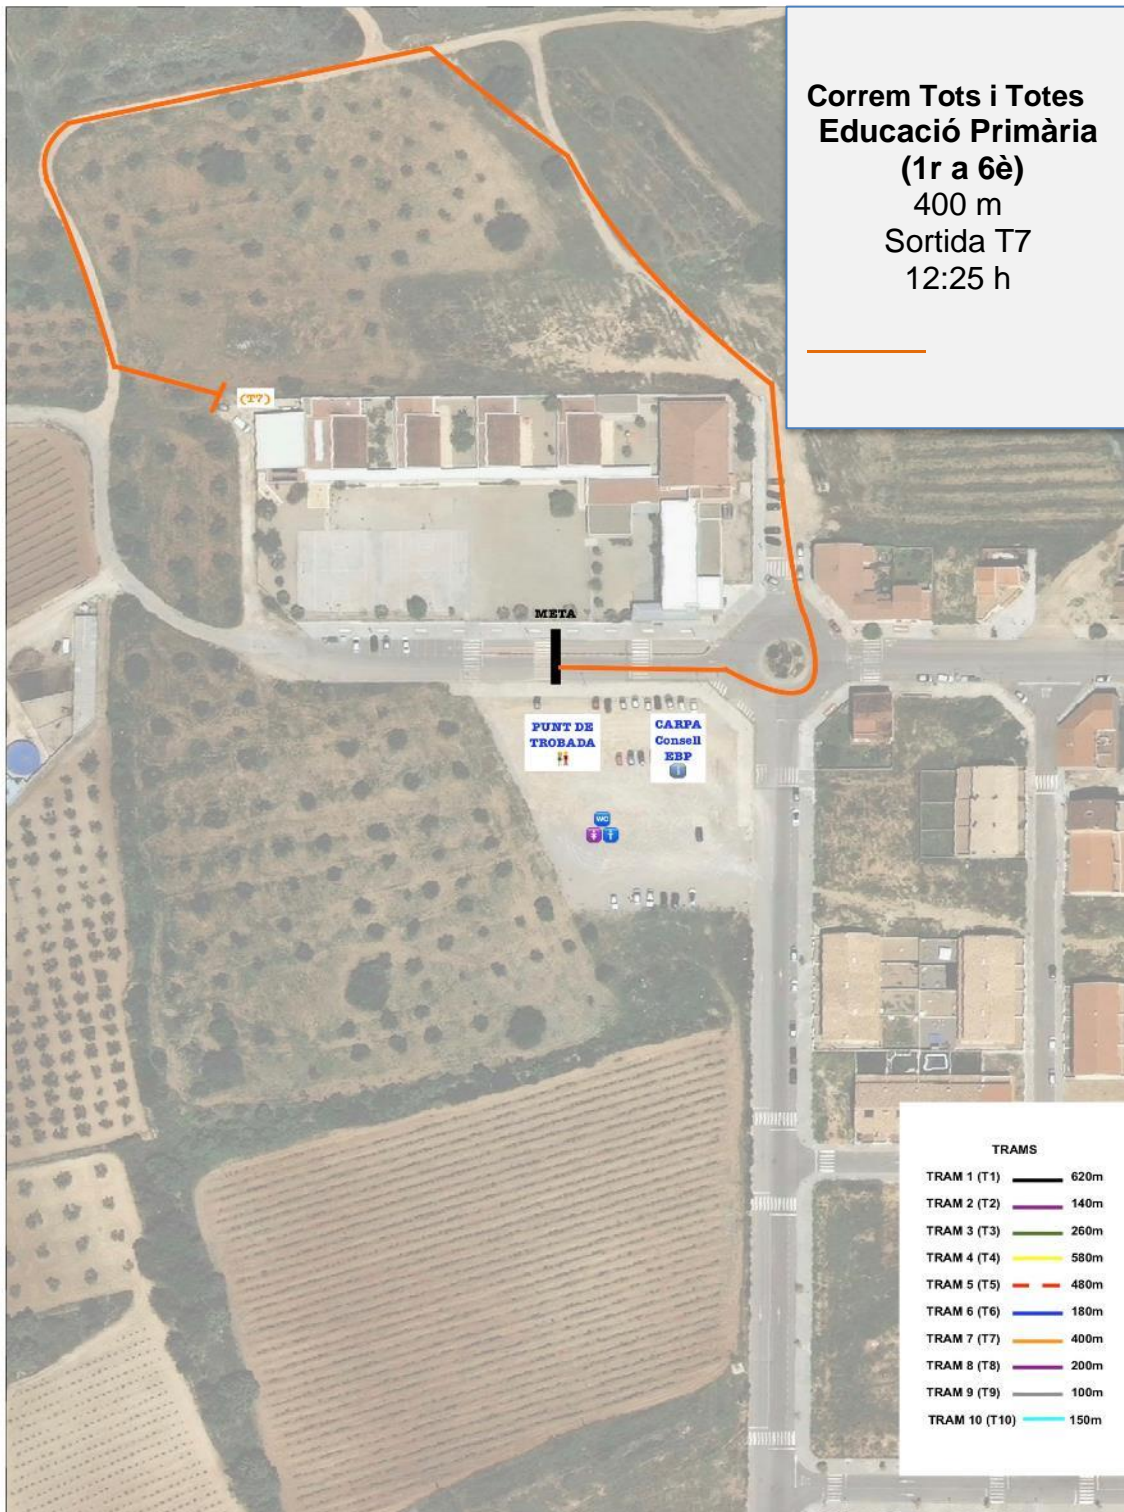 Correm Tots i Totes
Educació Primària
(1r a 6è)
400 m
Sortida T7
12:25 h
(T7)
META
PUNT DE
TROBADA
CARPA
Consell
EBP
i
WC
TRAMS
TRAM 1 (T1) 620m
TRAM 2 (T2) 140m
TRAM 3 (T3) 260m
TRAM 4 (T4) 580m
TRAM 5 (T5) 480m
TRAM 6 (T6) 180m
TRAM 7 (T7) 400m
TRAM 8 (T8) 200m
TRAM 9 (T9) 100m
TRAM 10 (T10) 150m